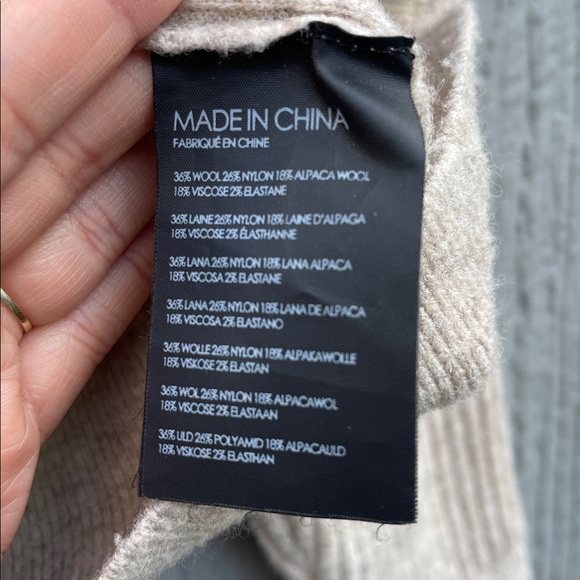 MADE IN CHINA
FABRIQUÉ EN CHINE
36% WOOL 26% NYLON 18% ALPACA WOOL
18% VISCOSE 2% ELASTANE
36% LAINE 26% NYLON 18% LAINE D'ALPAGA
18% VISCOSE 2% ÉLASTHANNE
36% LANA 26% NYLON 18% LANA ALPACA
18% VISCOSA 2% ELASTANE
36% LANA 26% NYLON 18% LANA DE ALPACA
18% VISCOSA 2% ELASTANO
36% WOLLE 26% NYLON 18% ALPAKAWOLLE
18% VISKOSE 2% ELASTAN
36% WOL 26% NYLON 18% ALPACAWOL
18% VISCOSE 2% ELASTAAN
36% ULD 26% POLYAMID 18% ALPACAULD
18% VISKOSE 2% ELASTHAN